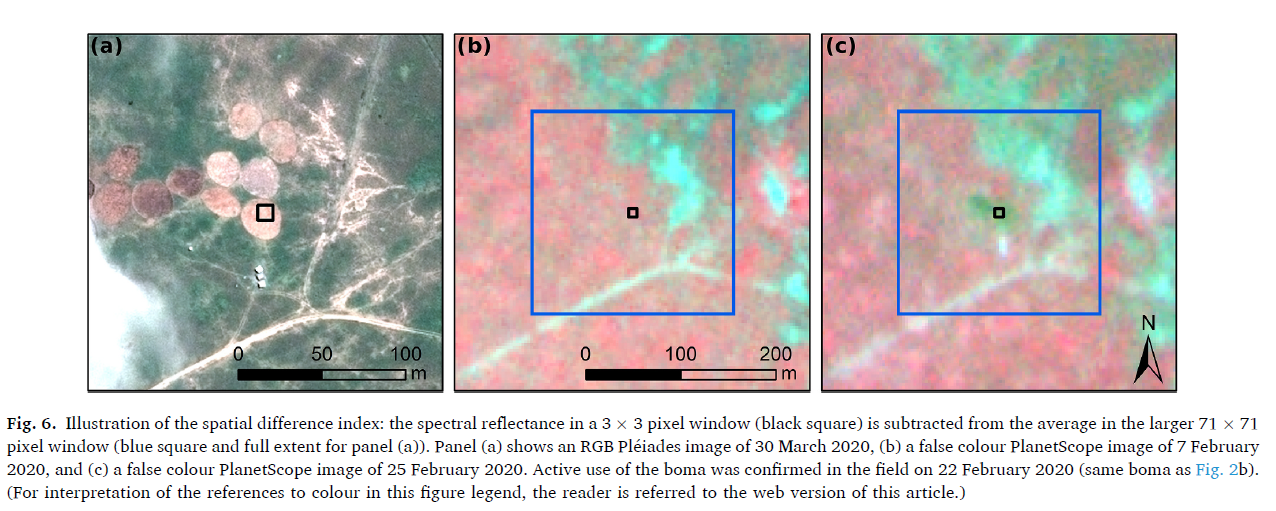 (a) (b) (c)
N
0 50 100 0 100 200
m m
Fig. 6. Illustration of the spatial difference index: the spectral reflectance in a 3 × 3 pixel window (black square) is subtracted from the average in the larger 71 × 71
pixel window (blue square and full extent for panel (a)). Panel (a) shows an RGB Pléiades image of 30 March 2020, (b) a false colour PlanetScope image of 7 February
2020, and (c) a false colour PlanetScope image of 25 February 2020. Active use of the boma was confirmed in the field on 22 February 2020 (same boma as Fig. 2b).
(For interpretation of the references to colour in this figure legend, the reader is referred to the web version of this article.)